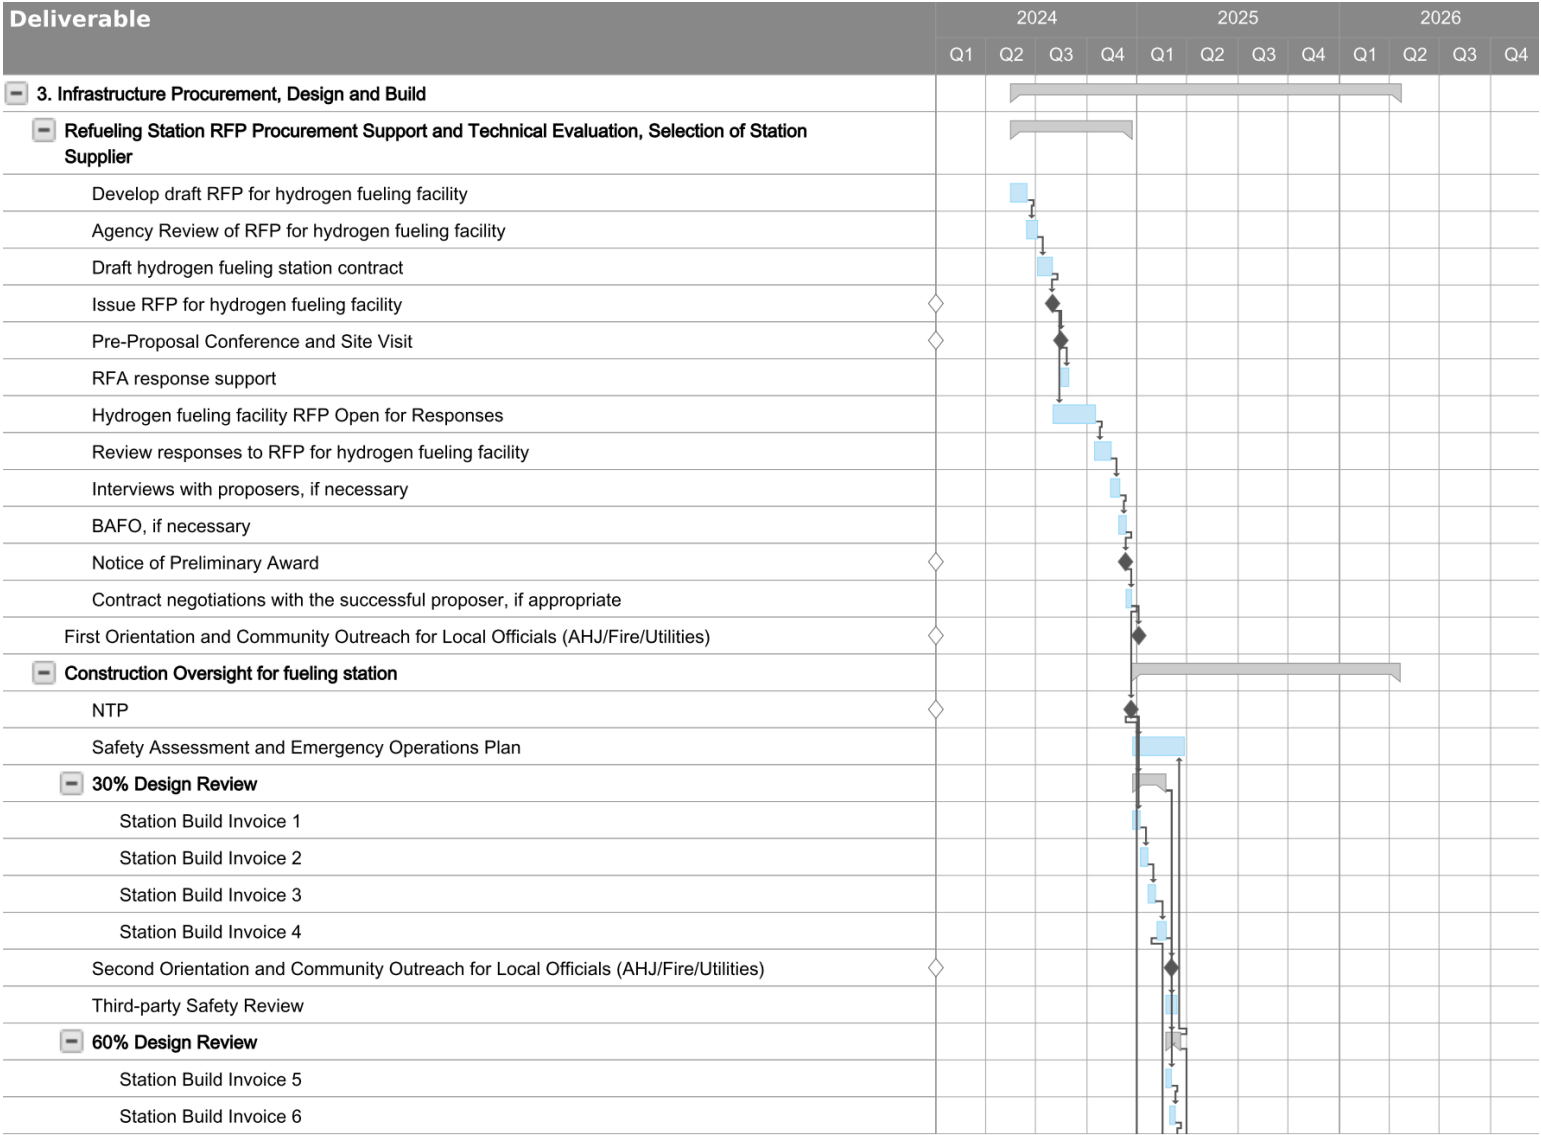 Deliverable
2024 2025 2026
Q1 Q2 Q3 Q4 Q1 Q2 Q3 Q4 Q1 Q2 Q3 Q4
3. Infrastructure Procurement, Design and Build
Refueling Station RFP Procurement Support and Technical Evaluation, Selection of Station
Supplier
Develop draft RFP for hydrogen fueling facility
Agency Review of RFP for hydrogen fueling facility
Draft hydrogen fueling station contract
Issue RFP for hydrogen fueling facility
Pre-Proposal Conference and Site Visit
RFA response support
Hydrogen fueling facility RFP Open for Responses
Review responses to RFP for hydrogen fueling facility
Interviews with proposers, if necessary
BAFO, if necessary
Notice of Preliminary Award
Contract negotiations with the successful proposer, if appropriate
First Orientation and Community Outreach for Local Officials (AHJ/Fire/Utilities)
Construction Oversight for fueling station
NTP
Safety Assessment and Emergency Operations Plan
30% Design Review
Station Build Invoice 1
Station Build Invoice 2
Station Build Invoice 3
Station Build Invoice 4
Second Orientation and Community Outreach for Local Officials (AHJ/Fire/Utilities)
Third-party Safety Review
60% Design Review
Station Build Invoice 5
Station Build Invoice 6